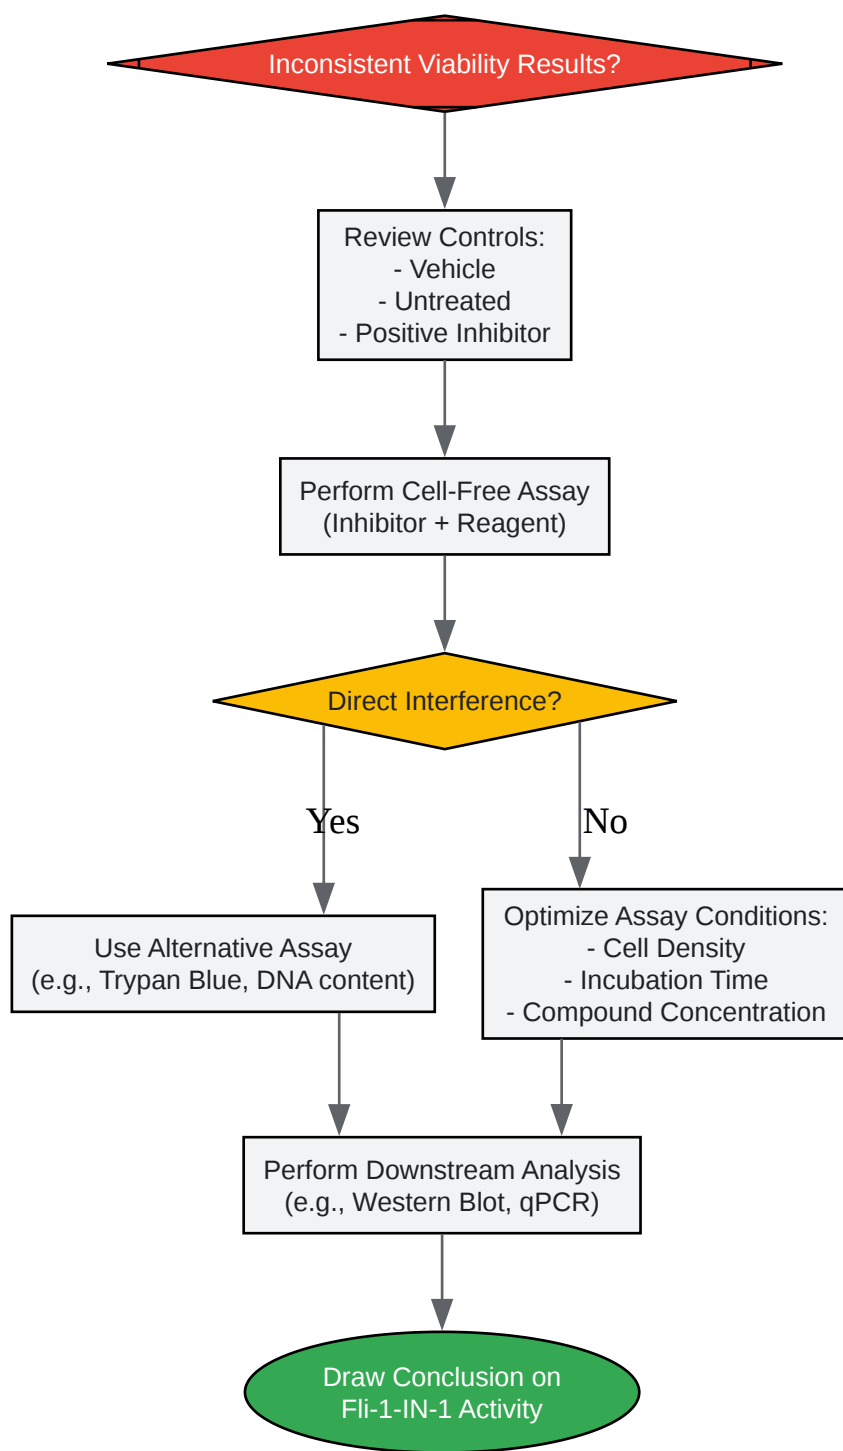 Inconsistent Viability Results?
Review Controls:
- Vehicle
- Untreated
- Positive Inhibitor
Perform Cell-Free Assay
(Inhibitor + Reagent)
Direct Interference?
Yes
No
Use Alternative Assay
(e.g., Trypan Blue, DNA content)
Optimize Assay Conditions:
- Cell Density
- Incubation Time
- Compound Concentration
Perform Downstream Analysis
(e.g., Western Blot, qPCR)
Draw Conclusion on
Fli-1-IN-1 Activity